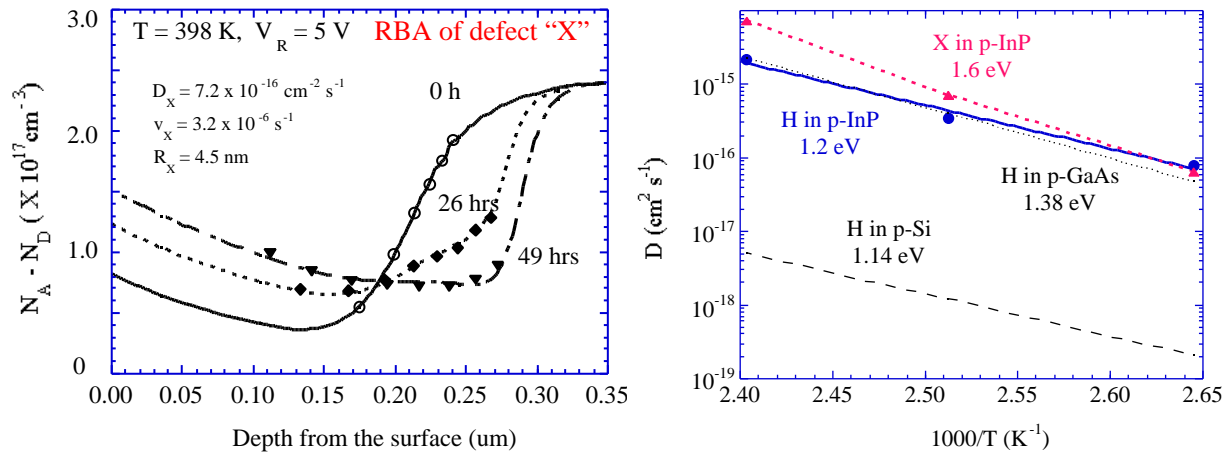 T = 398 K, V_R = 5 V
RBA of defect “X”
D_X = 7.2 x 10^-16 cm^-2 s^-1
v_X = 3.2 x 10^-6 s^-1
R_X = 4.5 nm
0 h
26 hrs
49 hrs
3.0
2.0
1.0
0
N_A - N_D ( X 10^17 cm^-3)
0.00
0.05
0.10
0.15
0.20
0.25
0.30
0.35
Depth from the surface (um)
X in p-InP
1.6 eV
H in p-InP
1.2 eV
H in p-GaAs
1.38 eV
H in p-Si
1.14 eV
10^-15
10^-16
10^-17
10^-18
10^-19
D (cm^2 s^-1)
2.40
2.45
2.50
2.55
2.60
2.65
1000/T (K^-1)